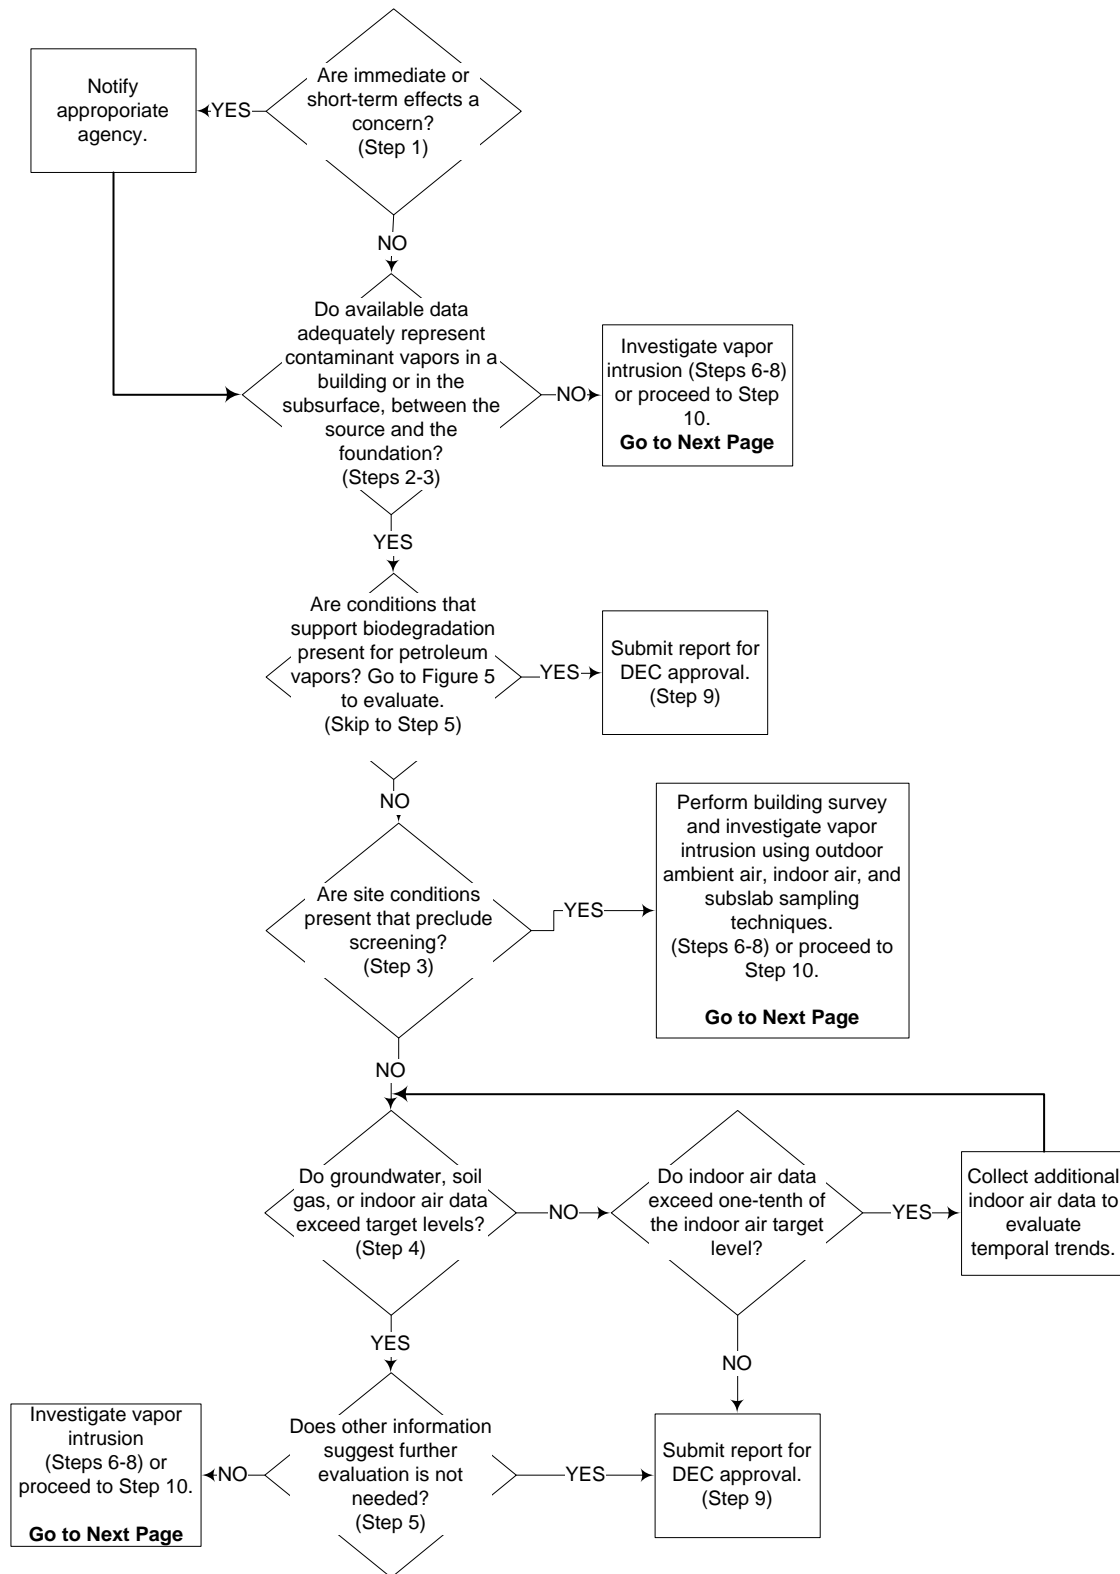 Notify
approporiate
agency.
YES
Are immediate or
short-term effects a
concern?
(Step 1)
NO
Do available data
adequately represent
contaminant vapors in a
building or in the
subsurface, between the
source and the
foundation?
(Steps 2-3)
NO
Investigate vapor
intrusion (Steps 6-8)
or proceed to Step
10.
Go to Next Page
YES
Are conditions that
support biodegradation
present for petroleum
vapors? Go to Figure 5
to evaluate.
(Skip to Step 5)
YES
Submit report for
DEC approval.
(Step 9)
NO
Are site conditions
present that preclude
screening?
(Step 3)
YES
Perform building survey
and investigate vapor
intrusion using outdoor
ambient air, indoor air, and
subslab sampling
techniques.
(Steps 6-8) or proceed to
Step 10.
Go to Next Page
NO
Do groundwater, soil
gas, or indoor air data
exceed target levels?
(Step 4)
NO
Do indoor air data
exceed one-tenth of
the indoor air target
level?
YES
Collect additional
indoor air data to
evaluate
temporal trends.
YES
NO
Investigate vapor
intrusion
(Steps 6-8) or
proceed to Step 10.
Go to Next Page
NO
Does other information
suggest further
evaluation is not
needed?
(Step 5)
YES
Submit report for
DEC approval.
(Step 9)